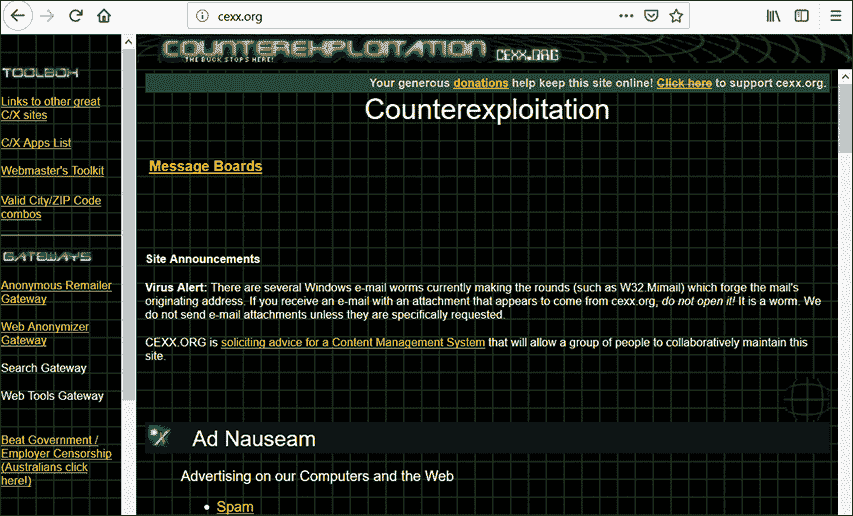 cexx.org
COUNTEREXPLOITATION CEXX.ORG
THE BUCK STOPS HERE!
TOOLBOX
Links to other great
C/X sites
C/X Apps List
Webmaster's Toolkit
Valid City/ZIP Code
combos
GATEWAYS
Anonymous Remailer
Gateway
Web Anonymizer
Gateway
Search Gateway
Web Tools Gateway
Beat Government /
Employer Censorship
(Australians click
here!)
Your generous donations help keep this site online! Click here to support cexx.org.
Counterexploitation
Message Boards
Site Announcements
Virus Alert: There are several Windows e-mail worms currently making the rounds (such as W32.Mimail) which forge the mail's
originating address. If you receive an e-mail with an attachment that appears to come from cexx.org, do not open it! It is a worm. We
do not send e-mail attachments unless they are specifically requested.
CEXX.ORG is soliciting advice for a Content Management System that will allow a group of people to collaboratively maintain this
site.
Ad Nauseam
Advertising on our Computers and the Web
Spam